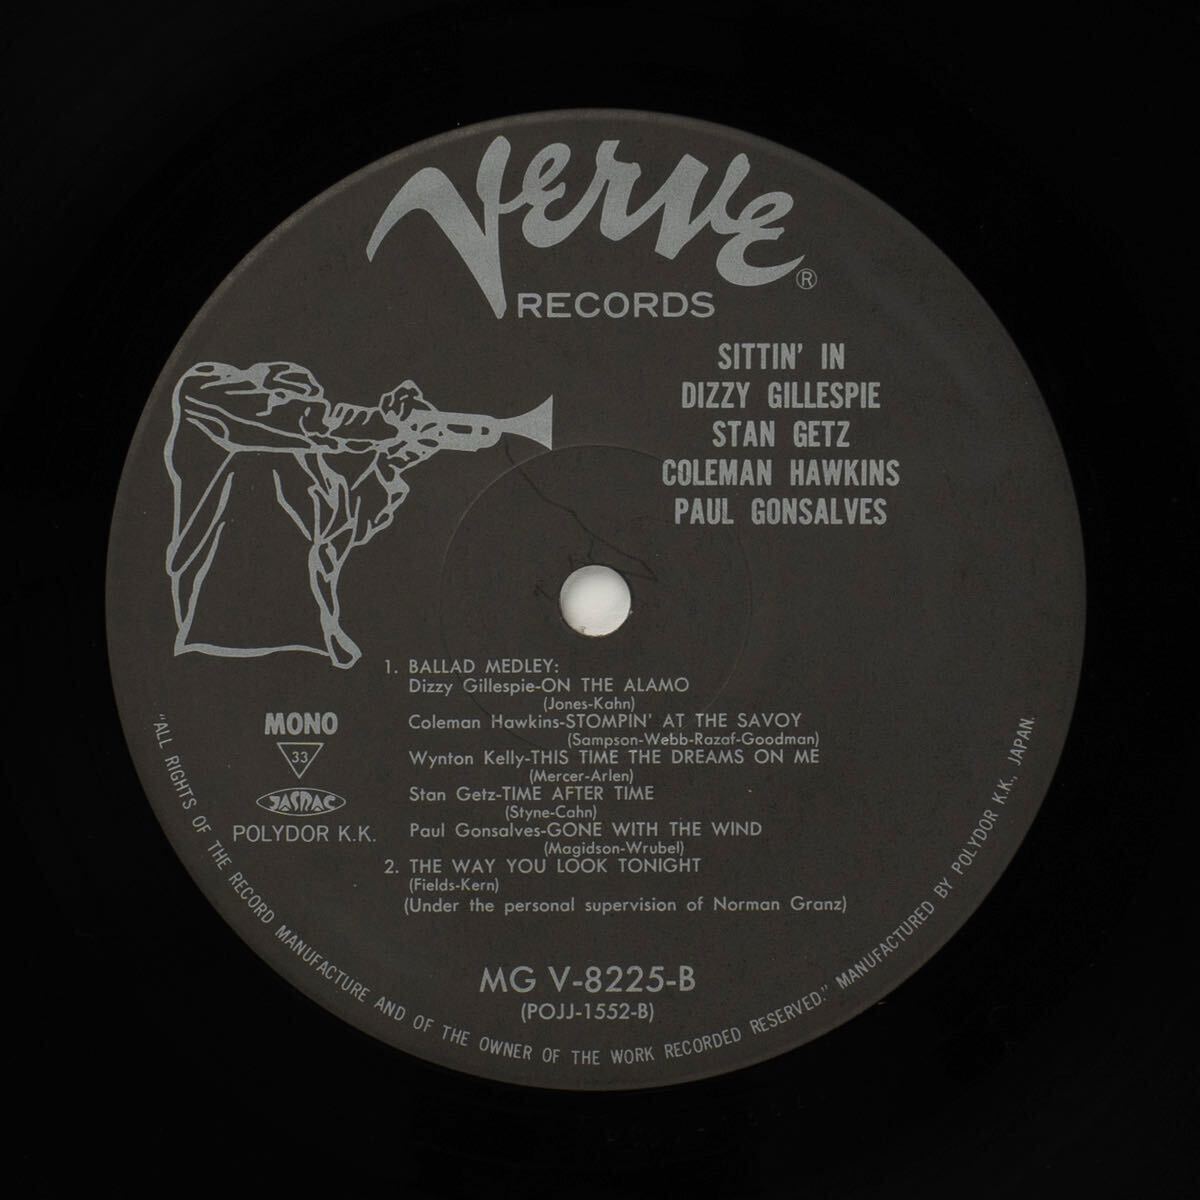 Verve ®
RECORDS
SITTIN' IN
DIZZY GILLESPIE
STAN GETZ
COLEMAN HAWKINS
PAUL GONSALVES
1. BALLAD MEDLEY:
Dizzy Gillespie-ON THE ALAMO
(Jones-Kahn)
Coleman Hawkins-STOMPIN' AT THE SAVOY
(Sampson-Webb-Razaf-Goodman)
Wynton Kelly-THIS TIME THE DREAMS ON ME
(Mercer-Arlen)
Stan Getz-TIME AFTER TIME
(Styne-Cahn)
Paul Gonsalves-GONE WITH THE WIND
(Magidson-Wrubel)
2. THE WAY YOU LOOK TONIGHT
(Fields-Kern)
(Under the personal supervision of Norman Granz)
MONO
33
JASRAC
POLYDOR K.K.
MG V-8225-B
(POJJ-1552-B)
"ALL RIGHTS OF THE RECORD MANUFACTURE AND OF THE OWNER OF THE WORK RECORDED RESERVED." MANUFACTURED BY POLYDOR K.K., JAPAN.